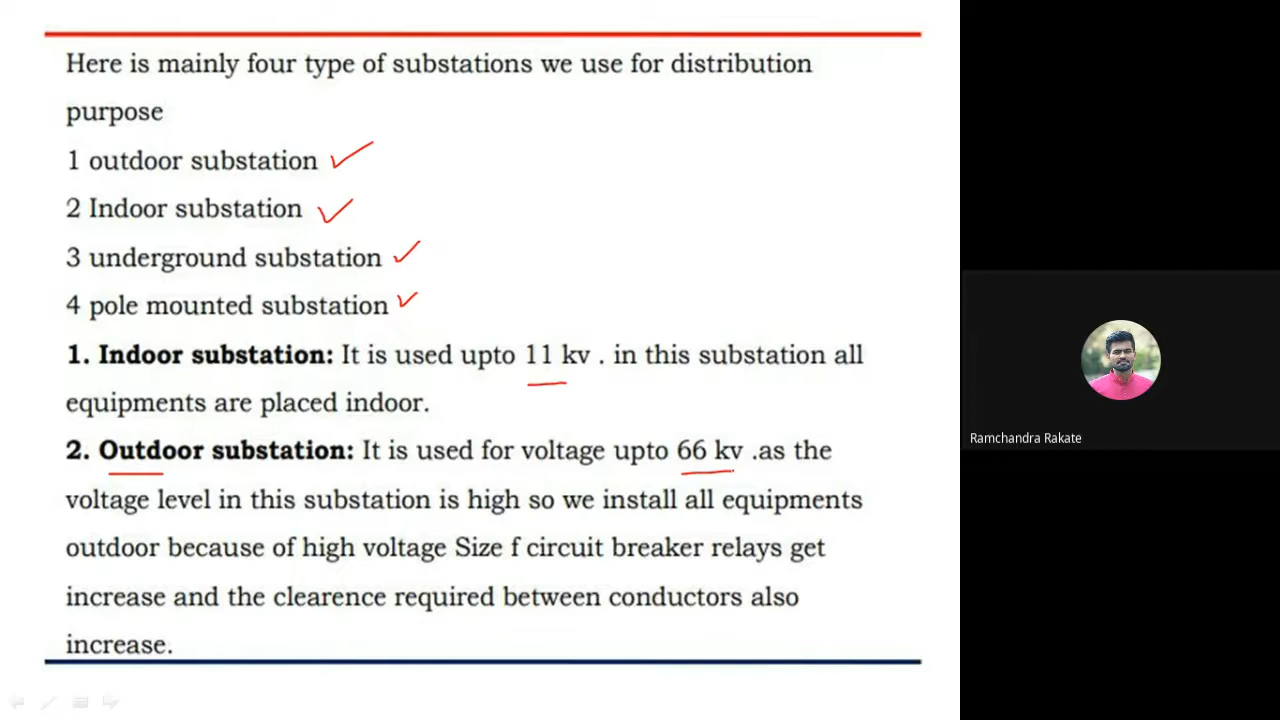 Here is mainly four type of substations we use for distribution
purpose
1 outdoor substation
2 Indoor substation
3 underground substation
4 pole mounted substation
1. Indoor substation: It is used upto 11 kv . in this substation all
equipments are placed indoor.
2. Outdoor substation: It is used for voltage upto 66 kv .as the
voltage level in this substation is high so we install all equipments
outdoor because of high voltage Size f circuit breaker relays get
increase and the clearence required between conductors also
increase.
Ramchandra Rakate